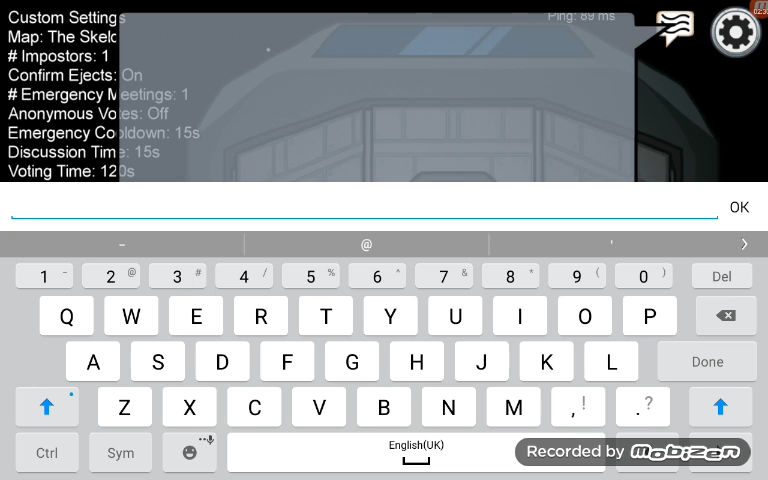 Custom Settings
Ping: 89 ms
Map: The Skeld
# Impostors: 1
Confirm Ejects: On
# Emergency Meetings: 1
Anonymous Votes: Off
Emergency Cooldown: 15s
Discussion Time: 15s
Voting Time: 120s
OK
- @ ' >
1 - 2 @ 3 # 4 / 5 % 6 ^ 7 & 8 * 9 ( 0 ) Del
Q W E R T Y U I O P
A S D F G H J K L Done
Z X C V B N M , ! . ?
Ctrl Sym English(UK)
Recorded by Mobizen